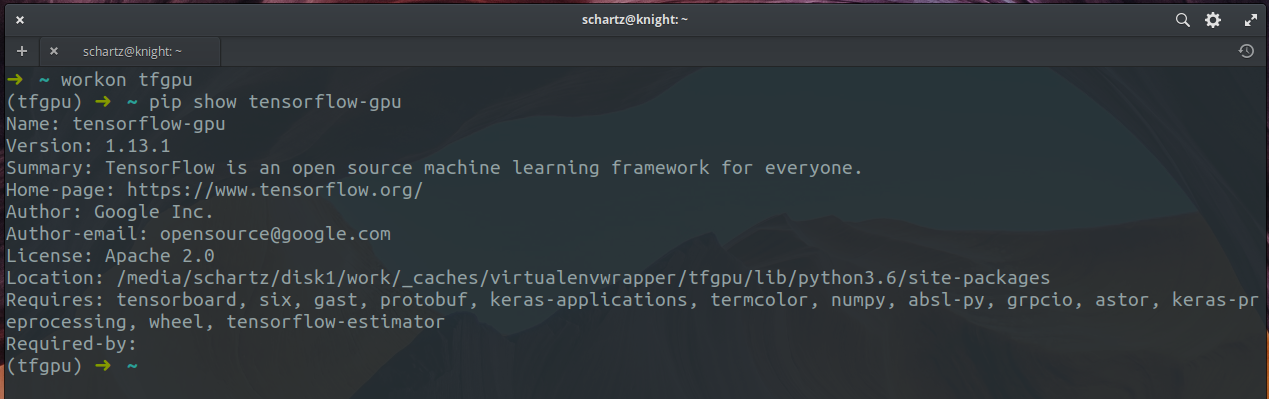 schartz@knight: ~
schartz@knight: ~
➜ ~ workon tfgpu
(tfgpu) ➜ ~ pip show tensorflow-gpu
Name: tensorflow-gpu
Version: 1.13.1
Summary: TensorFlow is an open source machine learning framework for everyone.
Home-page: https://www.tensorflow.org/
Author: Google Inc.
Author-email: opensource@google.com
License: Apache 2.0
Location: /media/schartz/disk1/work/_caches/virtualenvwrapper/tfgpu/lib/python3.6/site-packages
Requires: tensorboard, six, gast, protobuf, keras-applications, termcolor, numpy, absl-py, grpcio, astor, keras-pr
eprocessing, wheel, tensorflow-estimator
Required-by:
(tfgpu) ➜ ~